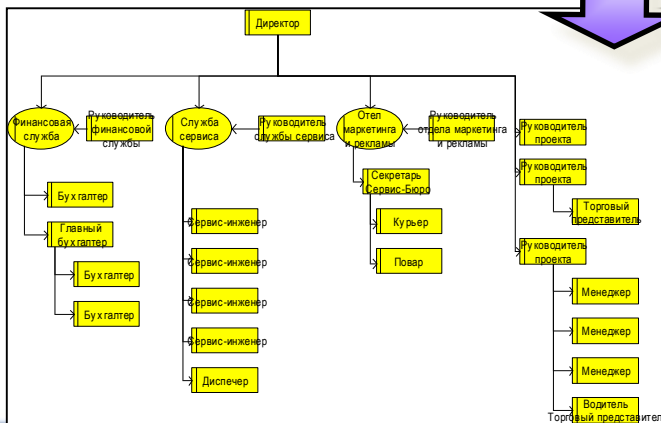 Директор
Финансовая
служба
Руководитель
финансовой
службы
Служба
сервиса
Руководитель
службы сервиса
Отел
маркетинга
и рекламы
Руководитель
отдела маркетинга
и рекламы
Руководитель
проекта
Руководитель
проекта
Торговый
представитель
Руководитель
проекта
Менеджер
Менеджер
Менеджер
Водитель
Торговый представитель
Секретарь
Сервис-Бюро
Курьер
Повар
Сервис-инженер
Сервис-инженер
Сервис-инженер
Сервис-инженер
Диспечер
Бухгалтер
Главный
бухгалтер
Бухгалтер
Бухгалтер